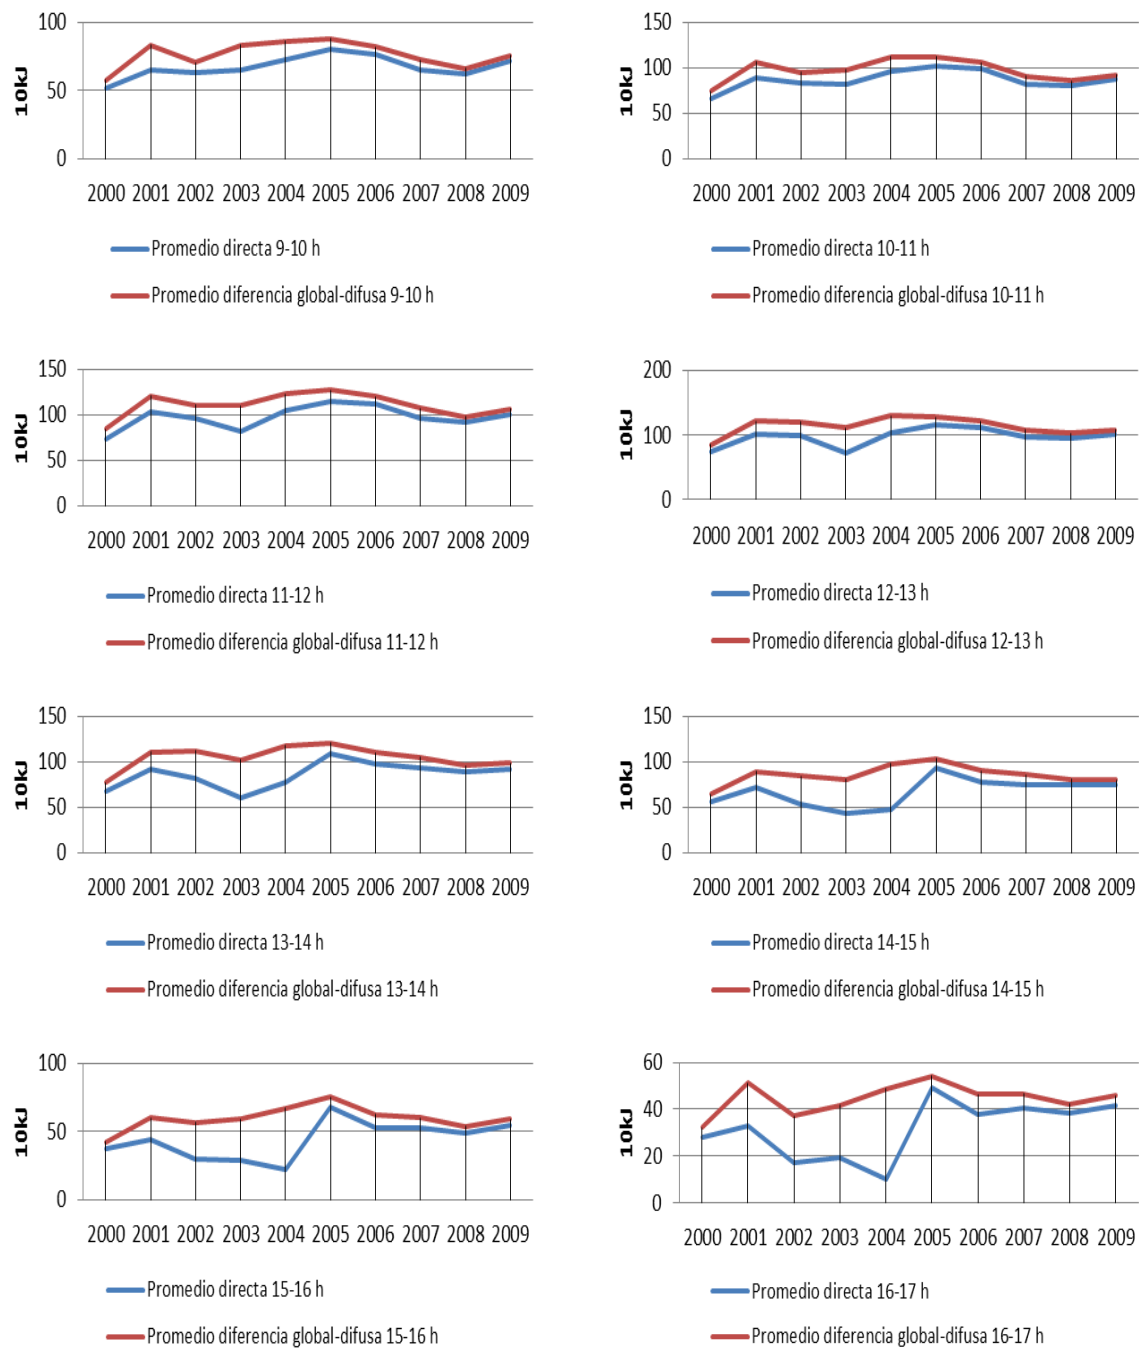 100
50
0
10kJ
2000 2001 2002 2003 2004 2005 2006 2007 2008 2009
Promedio directa 9-10 h
Promedio diferencia global-difusa 9-10 h
150
100
50
0
10kJ
2000 2001 2002 2003 2004 2005 2006 2007 2008 2009
Promedio directa 10-11 h
Promedio diferencia global-difusa 10-11 h
150
100
50
0
10kJ
2000 2001 2002 2003 2004 2005 2006 2007 2008 2009
Promedio directa 11-12 h
Promedio diferencia global-difusa 11-12 h
200
100
0
10kJ
2000 2001 2002 2003 2004 2005 2006 2007 2008 2009
Promedio directa 12-13 h
Promedio diferencia global-difusa 12-13 h
150
100
50
0
10kJ
2000 2001 2002 2003 2004 2005 2006 2007 2008 2009
Promedio directa 13-14 h
Promedio diferencia global-difusa 13-14 h
150
100
50
0
10kJ
2000 2001 2002 2003 2004 2005 2006 2007 2008 2009
Promedio directa 14-15 h
Promedio diferencia global-difusa 14-15 h
100
50
0
10kJ
2000 2001 2002 2003 2004 2005 2006 2007 2008 2009
Promedio directa 15-16 h
Promedio diferencia global-difusa 15-16 h
60
40
20
0
10kJ
2000 2001 2002 2003 2004 2005 2006 2007 2008 2009
Promedio directa 16-17 h
Promedio diferencia global-difusa 16-17 h